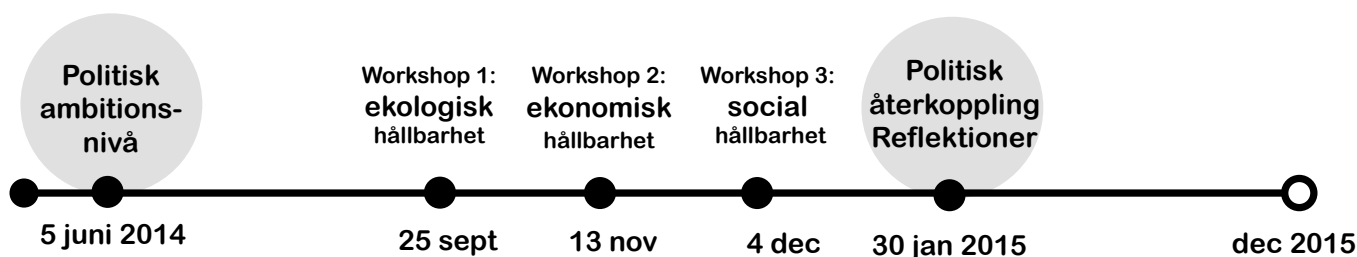 Politisk
ambitions-
nivå
Workshop 1:
ekologisk
hållbarhet
Workshop 2:
ekonomisk
hållbarhet
Workshop 3:
social
hållbarhet
Politisk
återkoppling
Reflektioner
5 juni 2014
25 sept
13 nov
4 dec
30 jan 2015
dec 2015